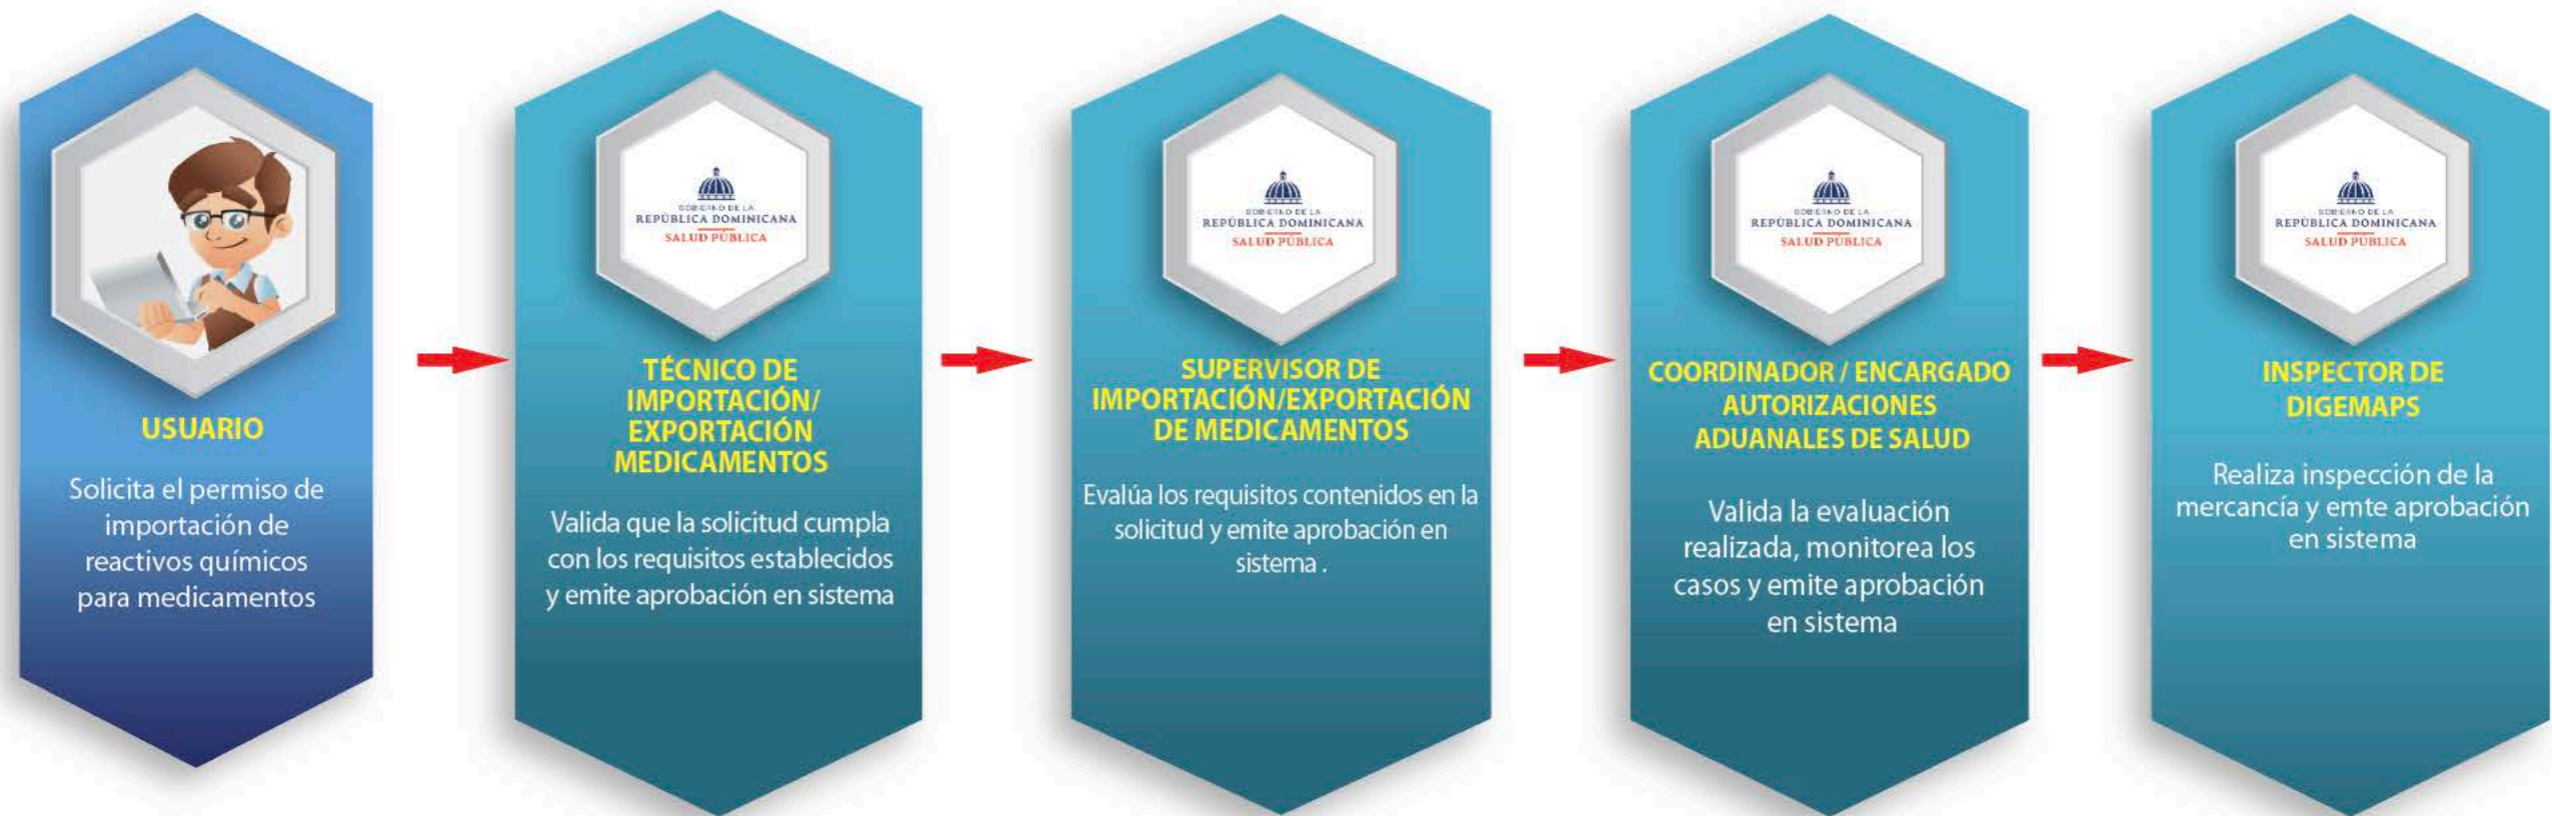 USUARIO
Solicita el permiso de
importación de
reactivos químicos
para medicamentos
GOBIERNO DE LA
REPÚBLICA DOMINICANA
SALUD PÚBLICA
TÉCNICO DE
IMPORTACIÓN/
EXPORTACIÓN
MEDICAMENTOS
Valida que la solicitud cumpla
con los requisitos establecidos
y emite aprobación en sistema
GOBIERNO DE LA
REPÚBLICA DOMINICANA
SALUD PÚBLICA
SUPERVISOR DE
IMPORTACIÓN/EXPORTACIÓN
DE MEDICAMENTOS
Evalúa los requisitos contenidos en la
solicitud y emite aprobación en
sistema .
GOBIERNO DE LA
REPÚBLICA DOMINICANA
SALUD PÚBLICA
COORDINADOR / ENCARGADO
AUTORIZACIONES
ADUANALES DE SALUD
Valida la evaluación
realizada, monitorea los
casos y emite aprobación
en sistema
GOBIERNO DE LA
REPÚBLICA DOMINICANA
SALUD PÚBLICA
INSPECTOR DE
DIGEMAPS
Realiza inspección de la
mercancía y emte aprobación
en sistema